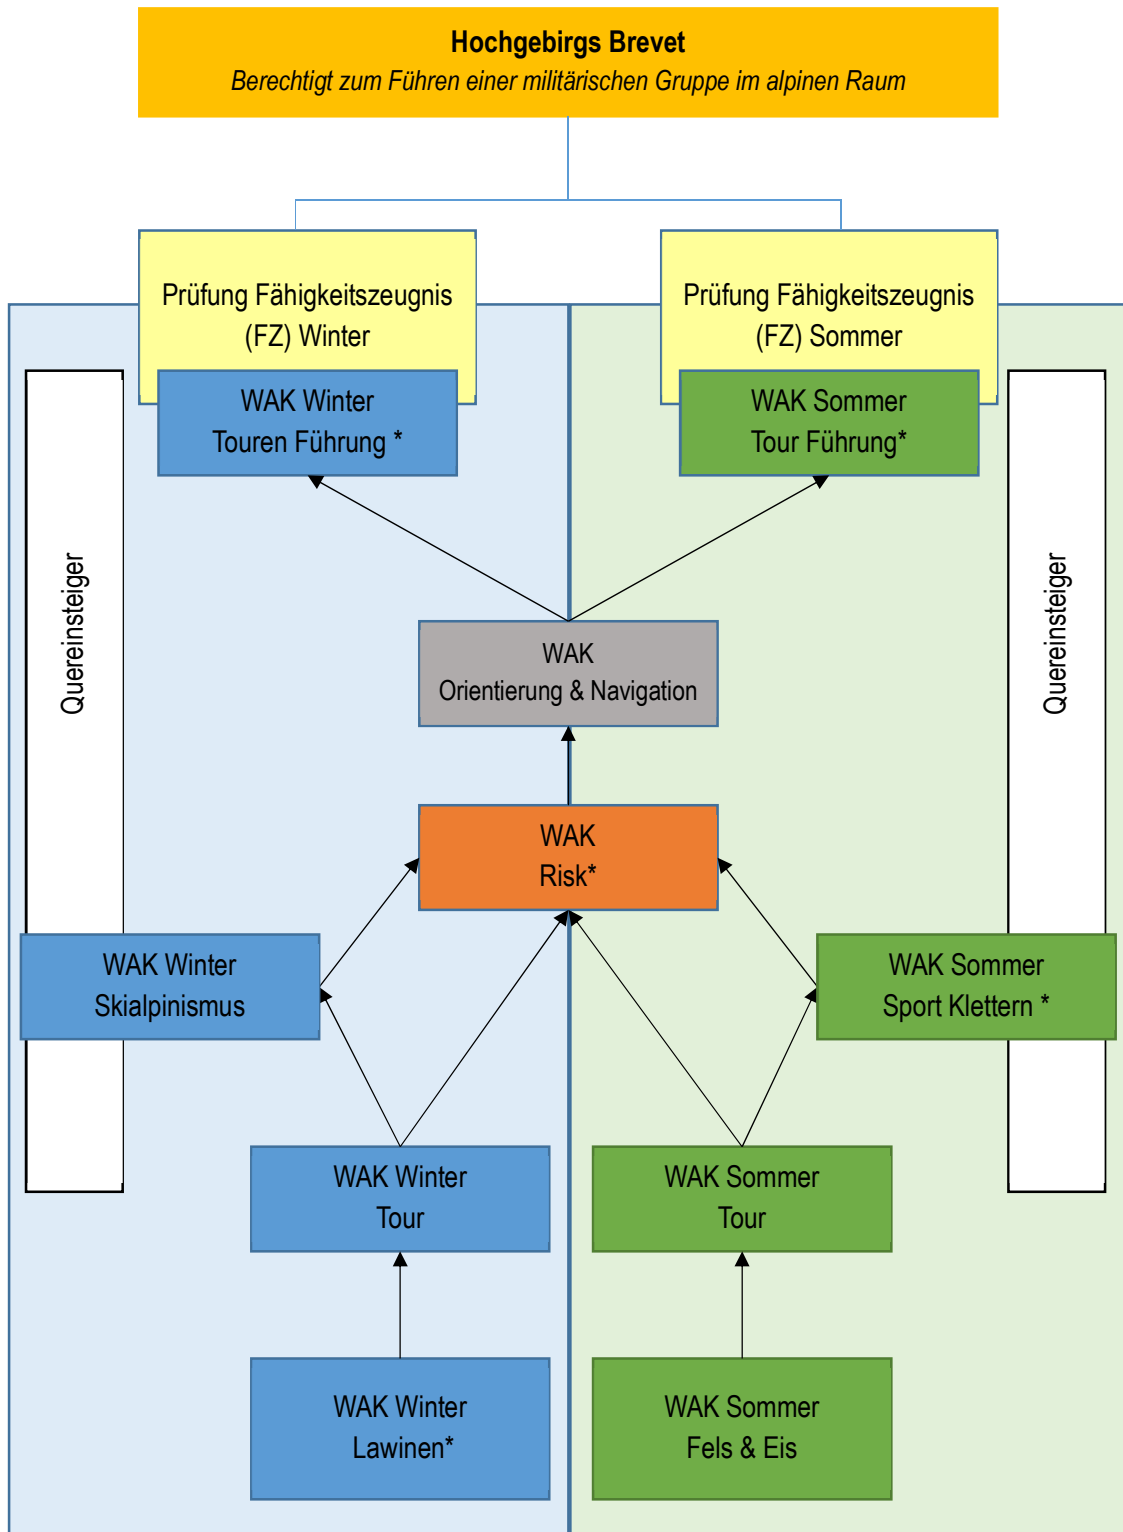 Hochgebirgs Brevet
Berechtigt zum Führen einer militärischen Gruppe im alpinen Raum
Prüfung Fähigkeitszeugnis
(FZ) Winter
Prüfung Fähigkeitszeugnis
(FZ) Sommer
WAK Winter
Touren Führung *
WAK Sommer
Tour Führung*
Quereinsteiger
Quereinsteiger
WAK
Orientierung & Navigation
WAK
Risk*
WAK Winter
Skialpinismus
WAK Sommer
Sport Klettern *
WAK Winter
Tour
WAK Sommer
Tour
WAK Winter
Lawinen*
WAK Sommer
Fels & Eis